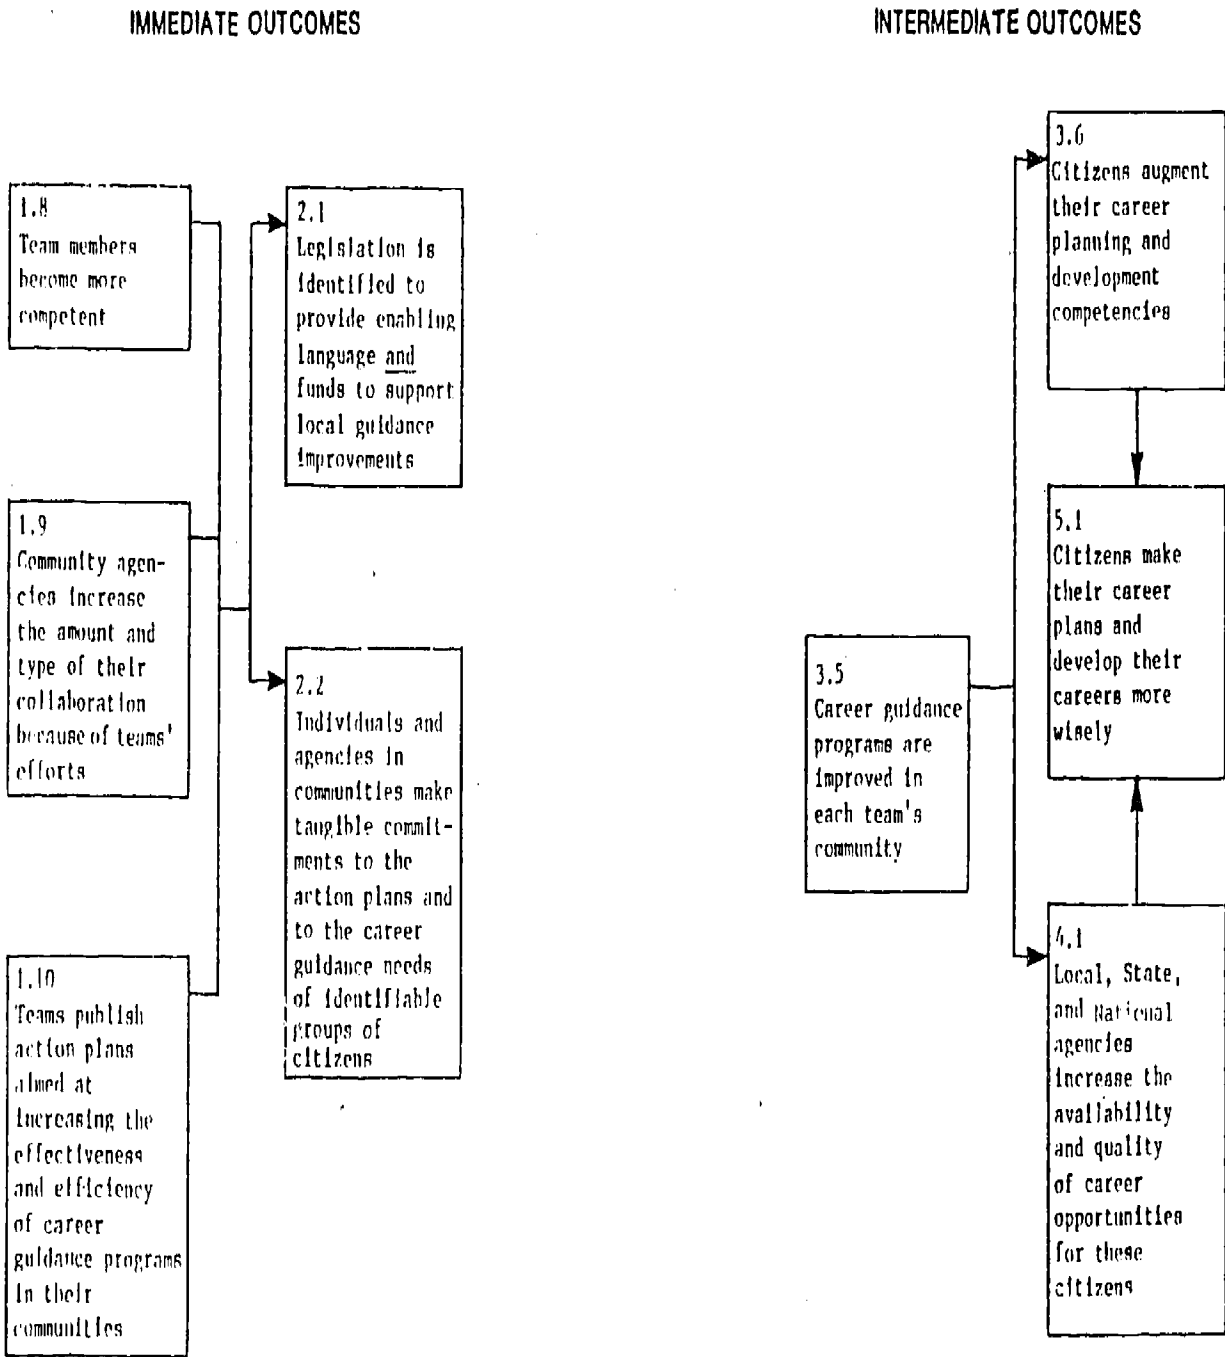 IMMEDIATE OUTCOMES
INTERMEDIATE OUTCOMES
1.8
Team members
become more
competent
1.9
Community agen-
cies increase
the amount and
type of their
collaboration
because of teams'
efforts
1.10
Teams publish
action plans
aimed at
increasing the
effectiveness
and efficiency
of career
guidance programs
in their
communities
2.1
Legislation is
identified to
provide enabling
language and
funds to support
local guidance
improvements
2.2
Individuals and
agencies in
communities make
tangible commit-
ments to the
action plans and
to the career
guidance needs
of identifiable
groups of
citizens
3.5
Career guidance
programs are
improved in
each team's
community
3.6
Citizens augment
their career
planning and
development
competencies
5.1
Citizens make
their career
plans and
develop their
careers more
wisely
4.1
Local, State,
and National
agencies
increase the
availability
and quality
of career
opportunities
for these
citizens